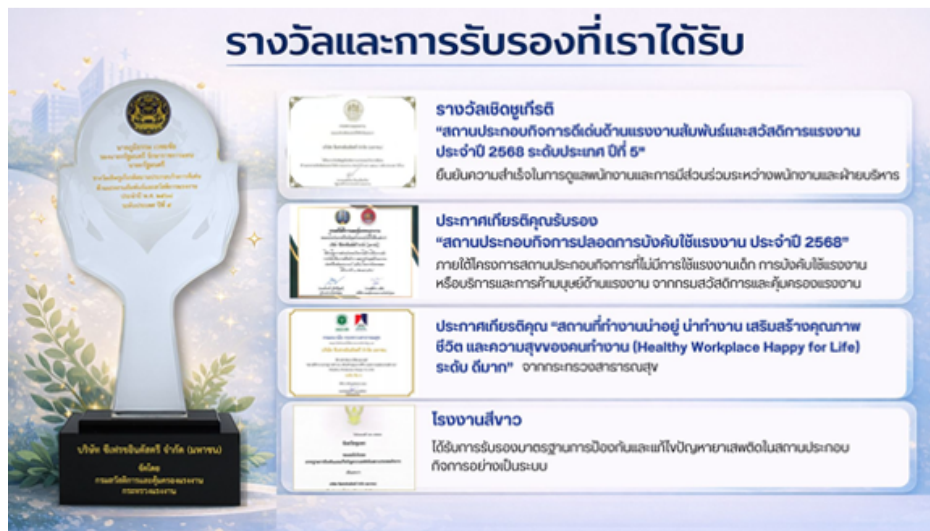 รางวัลและการรับรองที่เราได้รับ
รางวัลเชิดชูเกียรติ
“สถานประกอบกิจการดีเด่นด้านแรงงานสัมพันธ์และสวัสดิการแรงงาน
ประจำปี 2568 ระดับประเทศ ปีที่ 5”
ยืนยันความสำเร็จในการดูแลพนักงานและการมีส่วนร่วมระหว่างพนักงานและฝ่ายบริหาร
ประกาศเกียรติคุณรับรอง
“สถานประกอบกิจการปลอดการบังคับใช้แรงงาน ประจำปี 2568”
ภายใต้โครงการสถานประกอบกิจการที่ไม่มีการใช้แรงงานเด็ก การบังคับใช้แรงงาน
หรือบริการและการค้ามนุษย์ด้านแรงงาน จากกรมสวัสดิการและคุ้มครองแรงงาน
ประกาศเกียรติคุณ “สถานที่ทำงานน่าอยู่ น่าทำงาน เสริมสร้างคุณภาพ
ชีวิต และความสุขของคนทำงาน (Healthy Workplace Happy for Life)
ระดับ ดีมาก” จากกระทรวงสาธารณสุข
โรงงานสีขาว
ได้รับการรับรองมาตรฐานการป้องกันและแก้ไขปัญหายาเสพติดในสถานประกอบ
กิจการอย่างเป็นระบบ
บริษัท ซีเฟรชอินดัสตรี จำกัด (มหาชน)
จัดโดย
กรมสวัสดิการและคุ้มครองแรงงาน
กระทรวงแรงงาน